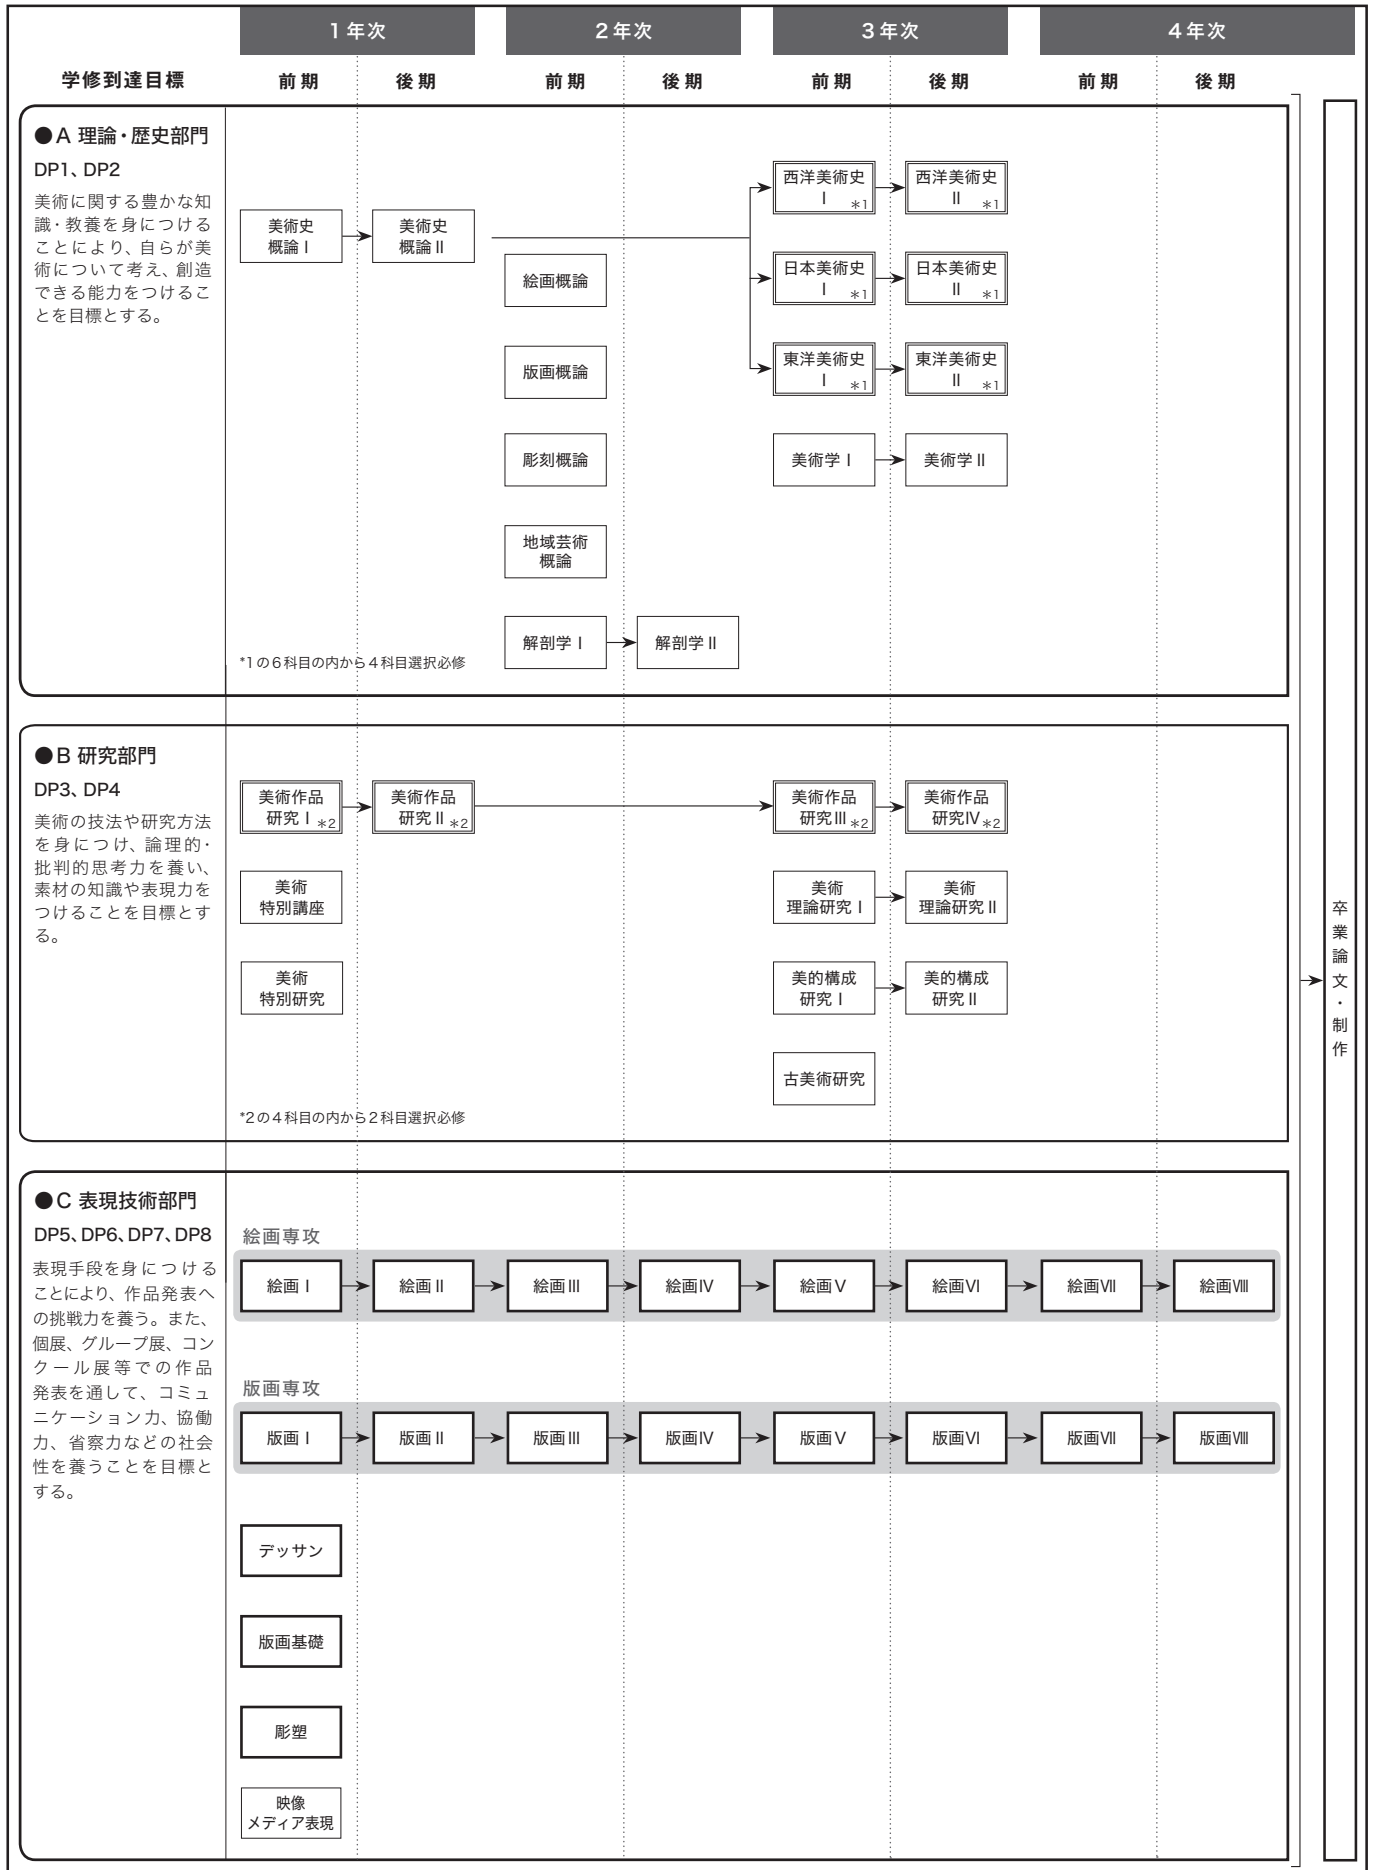 1年次
2年次
3年次
4年次
学修到達目標
前期
後期
前期
後期
前期
後期
前期
後期
●A 理論・歴史部門
DP1、DP2
美術に関する豊かな知
識・教養を身につけ
ることにより、自らが美
術について考え、創造
できる能力をつけるこ
とを目標とする。
美術史
概論Ⅰ
美術史
概論Ⅱ
絵画概論
版画概論
彫刻概論
地域芸術
概論
解剖学Ⅰ
解剖学Ⅱ
西洋美術史
Ⅰ *1
西洋美術史
Ⅱ *1
日本美術史
Ⅰ *1
日本美術史
Ⅱ *1
東洋美術史
Ⅰ *1
東洋美術史
Ⅱ *1
美術学Ⅰ
美術学Ⅱ
*1の6科目の内から4科目選択必修
●B 研究部門
DP3、DP4
美術の技法や研究方法
を身につけ、論理的・
批判的思考力を養い、
素材の知識や表現力を
つけることを目標とす
る。
美術作品
研究Ⅰ *2
美術作品
研究Ⅱ *2
美術作品
研究Ⅲ *2
美術作品
研究Ⅳ *2
美術
特別講座
美術
理論研究Ⅰ
美術
理論研究Ⅱ
美術
特別研究
美的構成
研究Ⅰ
美的構成
研究Ⅱ
古美術研究
*2の4科目の内から2科目選択必修
●C 表現技術部門
DP5、DP6、DP7、DP8
表現手段を身につける
ことにより、作品発表へ
の挑戦力を養う。また、
個展、グループ展、コン
クール展等での作品
発表を通して、コミュ
ニケーション力、協働
力、省察力などの社会
性を養うことを目標と
する。
絵画専攻
絵画Ⅰ
絵画Ⅱ
絵画Ⅲ
絵画Ⅳ
絵画Ⅴ
絵画Ⅵ
絵画Ⅶ
絵画Ⅷ
版画専攻
版画Ⅰ
版画Ⅱ
版画Ⅲ
版画Ⅳ
版画Ⅴ
版画Ⅵ
版画Ⅶ
版画Ⅷ
デッサン
版画基礎
彫塑
映像
メディア表現
卒業論文・制作